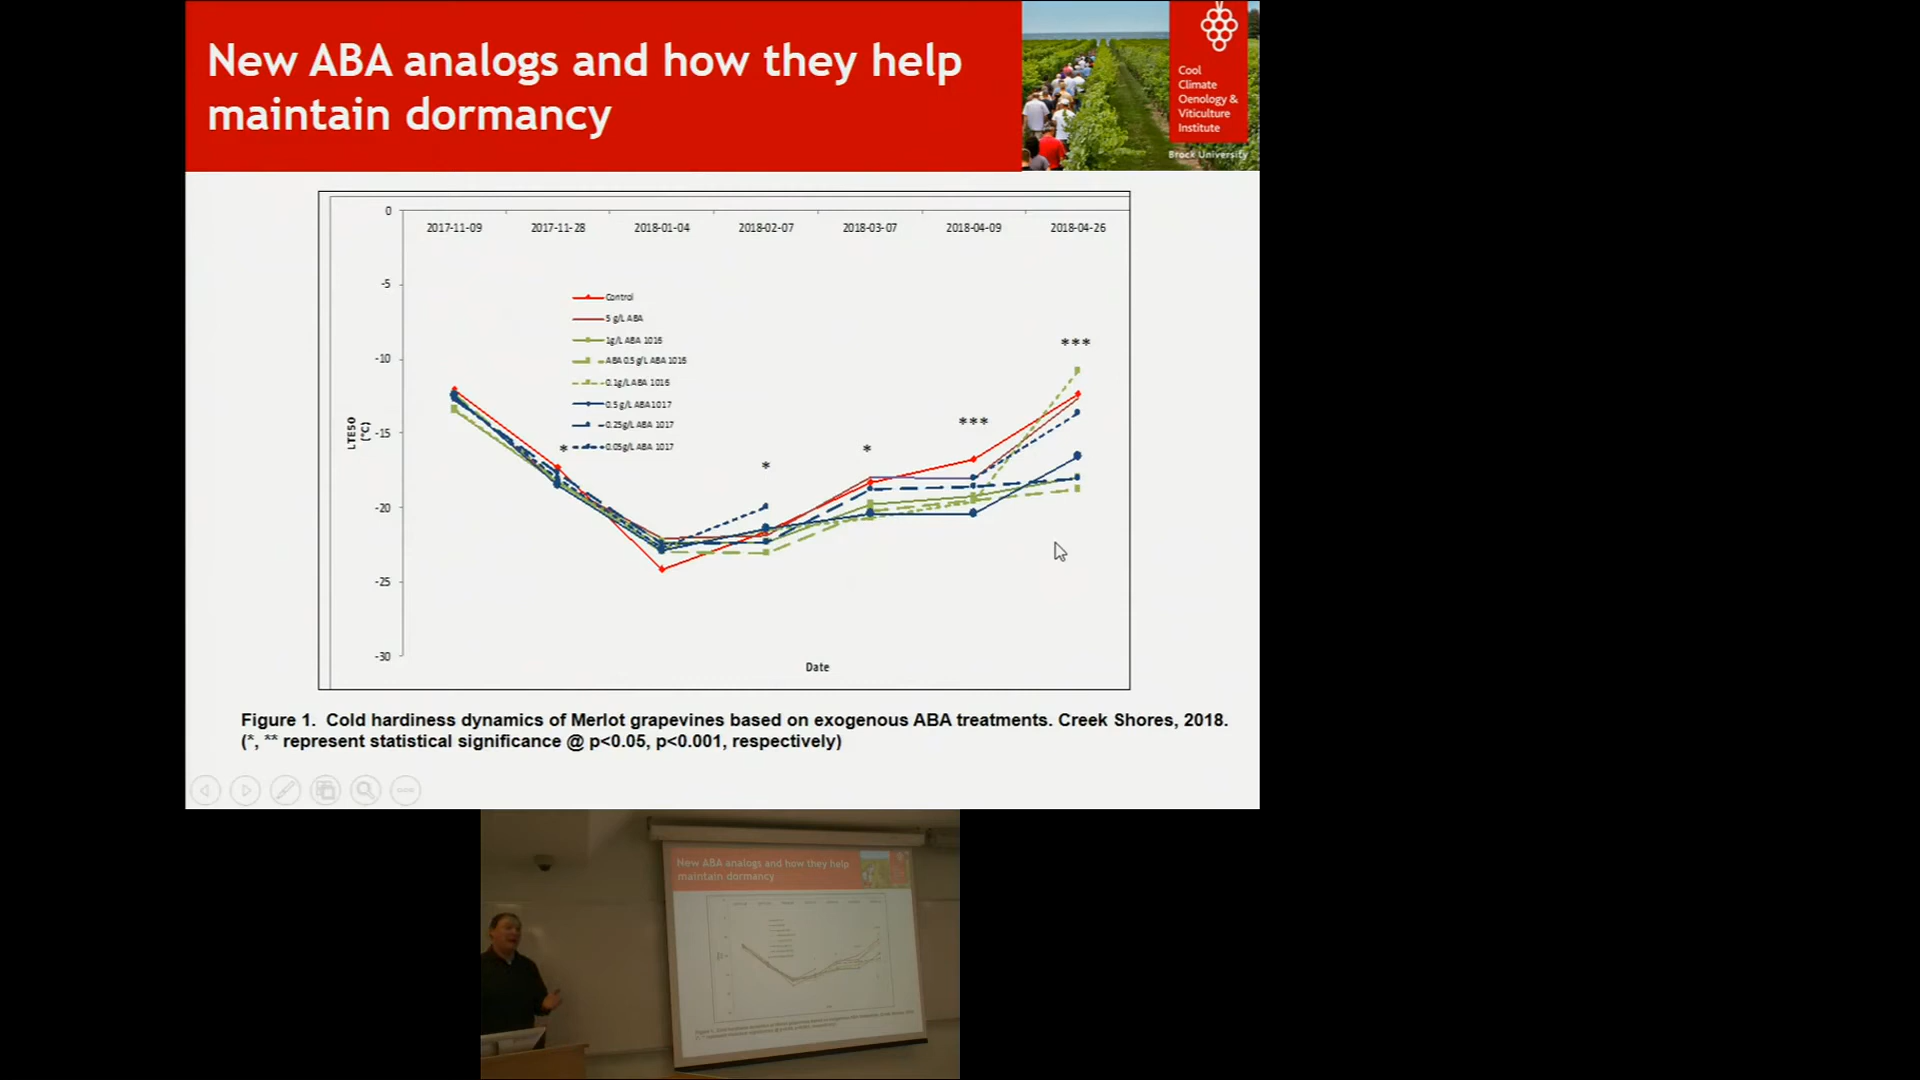 New ABA analogs and how they help
maintain dormancy
Cool
Climate
Oenology &
Viticulture
Institute
Brock University
0
2017-11-09 2017-11-28 2018-01-04 2018-02-07 2018-03-07 2018-04-09 2018-04-26
-5
Control
5 g/L ABA
1g/L ABA 1016
ABA 0.5 g/L ABA 1016
0.1g/L ABA 1016
0.5 g/L ABA1017
0.25g/L ABA 1017
0.05g/L ABA 1017
***
-10
***
-15
LTE50
(°C)
* * *
-20
-25
-30
Date
Figure 1. Cold hardiness dynamics of Merlot grapevines based on exogenous ABA treatments. Creek Shores, 2018.
(*, ** represent statistical significance @ p<0.05, p<0.001, respectively)
New ABA analogs and how they help
maintain dormancy